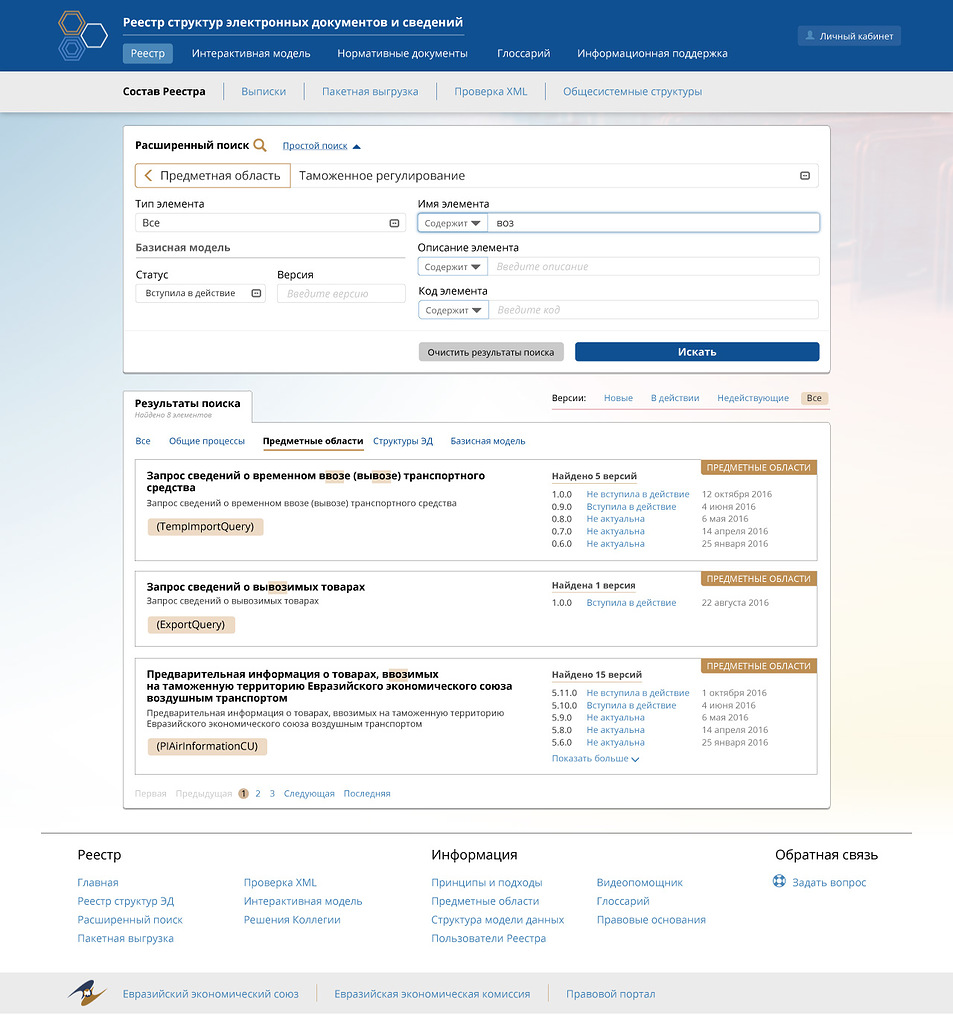 Реестр структур электронных документов и сведений
Личный кабинет
Реестр
Интерактивная модель
Нормативные документы
Глоссарий
Информационная поддержка
Состав Реестра
Выписки
Пакетная выгрузка
Проверка XML
Общесистемные структуры
Расширенный поиск
Простой поиск
Предметная область
Таможенное регулирование
Тип элемента
Все
Базисная модель
Статус
Вступила в действие
Версия
Введите версию
Имя элемента
Содержит
воз
Описание элемента
Содержит
Введите описание
Код элемента
Содержит
Введите код
Очистить результаты поиска
Искать
Результаты поиска
Найдено 8 элементов
Версии:
Новые
В действии
Недействующие
Все
Все
Общие процессы
Предметные области
Структуры ЭД
Базисная модель
ПРЕДМЕТНЫЕ ОБЛАСТИ
Запрос сведений о временном ввозе (вывозе) транспортного
средства
Запрос сведений о временном ввозе (вывозе) транспортного средства
(TempImportQuery)
Найдено 5 версий
1.0.0 Не вступила в действие 12 октября 2016
0.9.0 Вступила в действие 4 июня 2016
0.8.0 Не актуальна 6 мая 2016
0.7.0 Не актуальна 14 апреля 2016
0.6.0 Не актуальна 25 января 2016
ПРЕДМЕТНЫЕ ОБЛАСТИ
Запрос сведений о вывозимых товарах
Запрос сведений о вывозимых товарах
(ExportQuery)
Найдена 1 версия
1.0.0 Вступила в действие 22 августа 2016
ПРЕДМЕТНЫЕ ОБЛАСТИ
Предварительная информация о товарах, ввозимых
на таможенную территорию Евразийского экономического союза
воздушным транспортом
Предварительная информация о товарах, ввозимых на таможенную территорию
Евразийского экономического союза воздушным транспортом
(PIAirInformationCU)
Найдено 15 версий
5.11.0 Не вступила в действие 1 октября 2016
5.10.0 Вступила в действие 4 июня 2016
5.9.0 Не актуальна 6 мая 2016
5.8.0 Не актуальна 14 апреля 2016
5.6.0 Не актуальна 25 января 2016
Показать больше
Первая Предыдущая 1 2 3 Следующая Последняя
Реестр
Главная
Реестр структур ЭД
Расширенный поиск
Пакетная выгрузка
Проверка XML
Интерактивная модель
Решения Коллегии
Информация
Принципы и подходы
Предметные области
Структура модели данных
Пользователи Реестра
Видеопомощник
Глоссарий
Правовые основания
Обратная связь
Задать вопрос
Евразийский экономический союз
Евразийская экономическая комиссия
Правовой портал